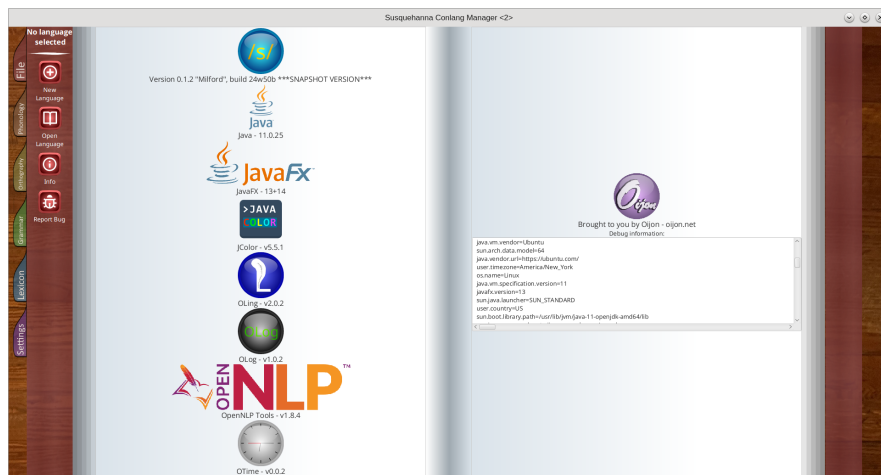 Susquehanna Conlang Manager <2>
No language
selected
File
Phonology
Orthography
Grammar
Lexicon
Settings
New
Language
Open
Language
Info
Report Bug
/s/
Version 0.1.2 "Milford", build 24w50b ***SNAPSHOT VERSION***
Java
Java - 11.0.25
JavaFx
JavaFX - 13+14
>JAVA
COLOR
JColor - v5.5.1
OLing - v2.0.2
OLog
OLog - v1.0.2
OPEN NLP™
OpenNLP Tools - v1.8.4
OTime - v0.0.2
Oijon
Brought to you by Oijon - oijon.net
Debug information:
java.vm.vendor=Ubuntu
sun.arch.data.model=64
java.vendor.url=https://ubuntu.com/
user.timezone=America/New_York
os.name=Linux
java.vm.specification.version=11
javafx.version=13
sun.java.launcher=SUN_STANDARD
user.country=US
sun.boot.library.path=/usr/lib/jvm/java-11-openjdk-amd64/lib